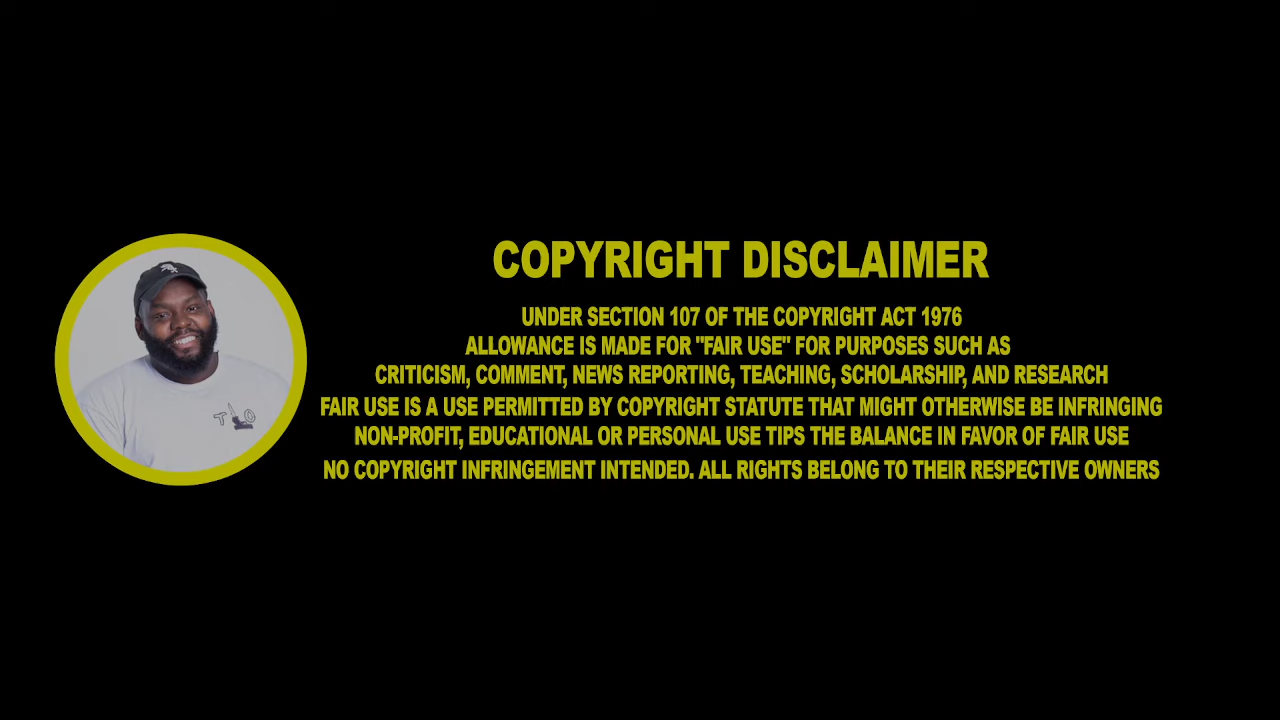 COPYRIGHT DISCLAIMER
UNDER SECTION 107 OF THE COPYRIGHT ACT 1976
ALLOWANCE IS MADE FOR "FAIR USE" FOR PURPOSES SUCH AS
CRITICISM, COMMENT, NEWS REPORTING, TEACHING, SCHOLARSHIP, AND RESEARCH
FAIR USE IS A USE PERMITTED BY COPYRIGHT STATUTE THAT MIGHT OTHERWISE BE INFRINGING
NON-PROFIT, EDUCATIONAL OR PERSONAL USE TIPS THE BALANCE IN FAVOR OF FAIR USE
NO COPYRIGHT INFRINGEMENT INTENDED. ALL RIGHTS BELONG TO THEIR RESPECTIVE OWNERS